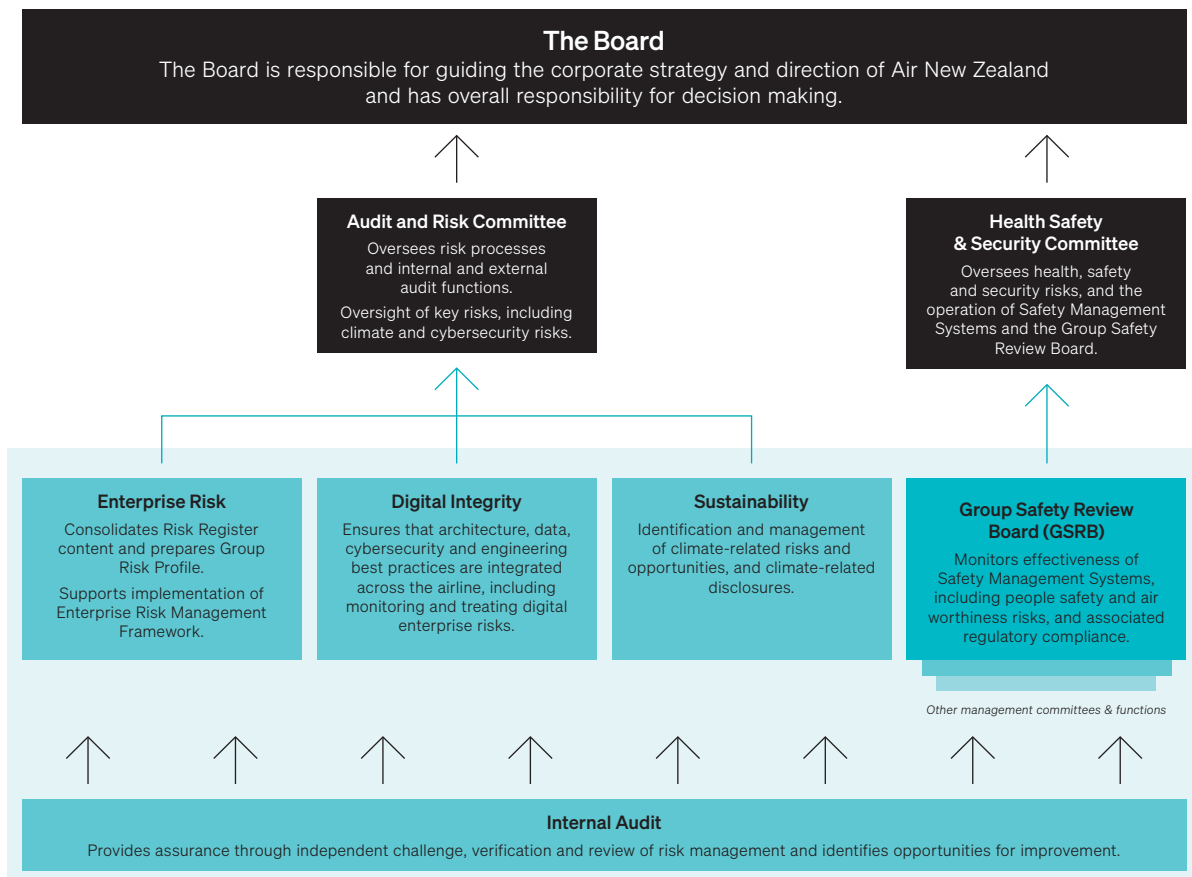 The Board
The Board is responsible for guiding the corporate strategy and direction of Air New Zealand
and has overall responsibility for decision making.
Audit and Risk Committee
Oversees risk processes
and internal and external
audit functions.
Oversight of key risks, including
climate and cybersecurity risks.
Health Safety
& Security Committee
Oversees health, safety
and security risks, and the
operation of Safety Management
Systems and the Group Safety
Review Board.
Enterprise Risk
Consolidates Risk Register
content and prepares Group
Risk Profile.
Supports implementation of
Enterprise Risk Management
Framework.
Digital Integrity
Ensures that architecture, data,
cybersecurity and engineering
best practices are integrated
across the airline, including
monitoring and treating digital
enterprise risks.
Sustainability
Identification and management
of climate-related risks and
opportunities, and climate-related
disclosures.
Group Safety Review
Board (GSRB)
Monitors effectiveness of
Safety Management Systems,
including people safety and air
worthiness risks, and associated
regulatory compliance.
Other management committees & functions
Internal Audit
Provides assurance through independent challenge, verification and review of risk management and identifies opportunities for improvement.